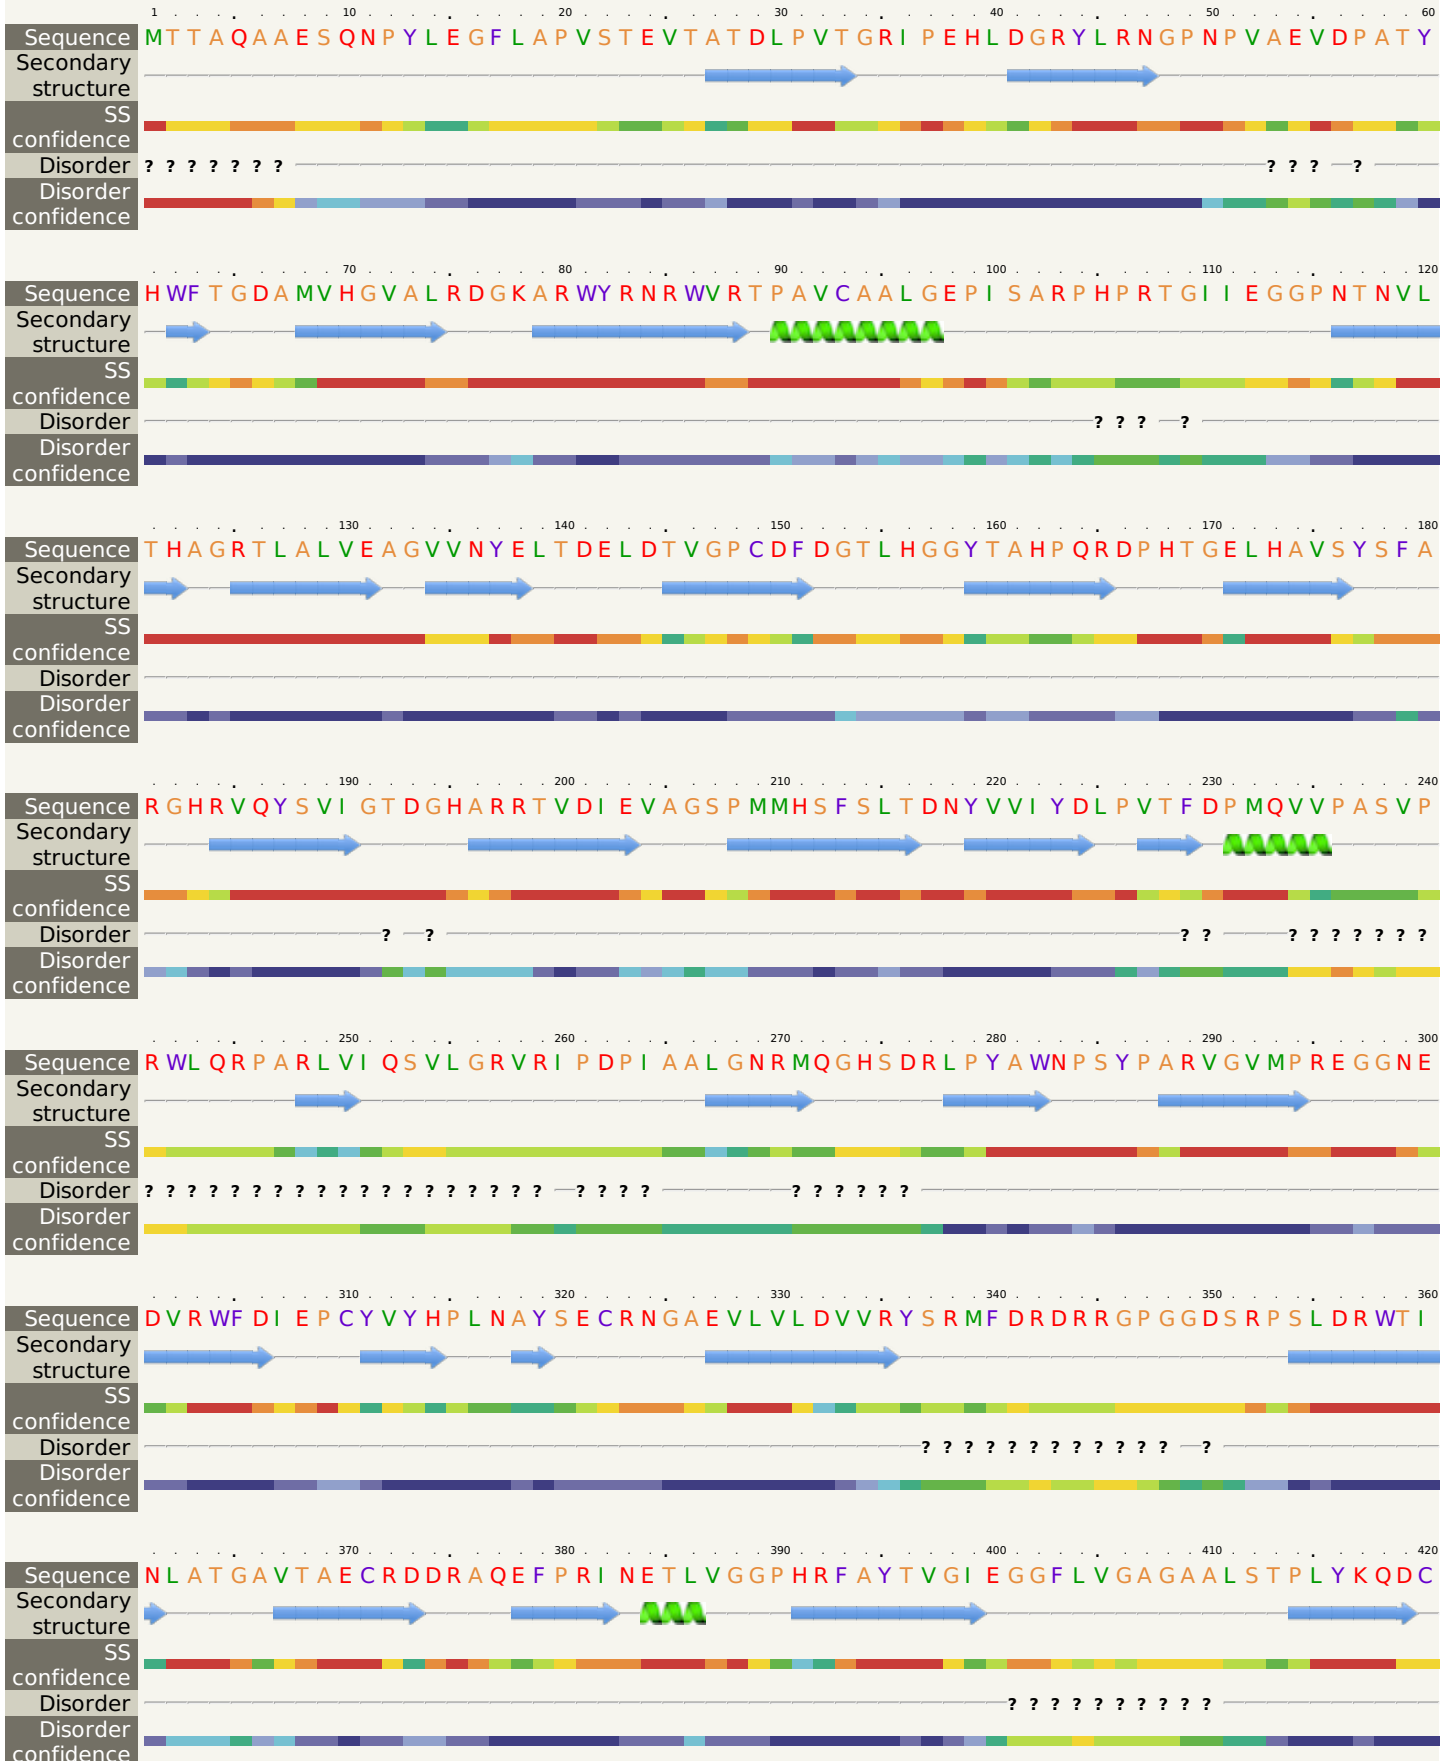 1 10 20 30 40 50 60
Sequence MTTAQAAESQNPYLEGFLAPVSTEVTATDLPVTGRIPEHLDGRYLRNGPNPVAEVDPATY
Secondary
structure
SS
confidence
Disorder ? ? ? ? ? ? ? ? ? ? ?
Disorder
confidence
70 80 90 100 110 120
Sequence HWFTGDAMVHGVALRDGKARWYRNRWVRTPAVCAALGEPISARPHPRTGIIEGGPNTNVL
Secondary
structure
SS
confidence
Disorder ? ? ? ?
Disorder
confidence
130 140 150 160 170 180
Sequence THAGRTLALVEAGVVNYELTDELDTVGPCDFDGTLHGGYTAHPQRDPHTGELHAVSYSFA
Secondary
structure
SS
confidence
Disorder
Disorder
confidence
190 200 210 220 230 240
Sequence RGHRVQYSVIGTDGHARRTVDIEVAGSPMMHSFSLTDNYVVIYDLPVTFDPMQVVPASVP
Secondary
structure
SS
confidence
Disorder ? ? ? ? ? ? ? ? ? ? ?
Disorder
confidence
250 260 270 280 290 300
Sequence RWLQRPARLVIQSVLGRVRIPDPIAALGNRMQGHSDRLPYAWNPSYPARVGVMPREGGNE
Secondary
structure
SS
confidence
Disorder ? ? ? ? ? ? ? ? ? ? ? ? ? ? ? ? ? ? ? ? ? ? ? ? ? ? ? ? ?
Disorder
confidence
310 320 330 340 350 360
Sequence DVRWFDIEPCYVYHPLNAYSECRNGAEVLVLDVVRYSRMFDRDRRGPGGDSRPSLDRWTI
Secondary
structure
SS
confidence
Disorder ? ? ? ? ? ? ? ? ? ? ? ? ?
Disorder
confidence
370 380 390 400 410 420
Sequence NLATGAVTAECRDDRAQEFPRINETLVGGPHRFAYTVGIEGGFLVGAGAALSTPLYKQDC
Secondary
structure
SS
confidence
Disorder ? ? ? ? ? ? ? ? ? ?
Disorder
confidence